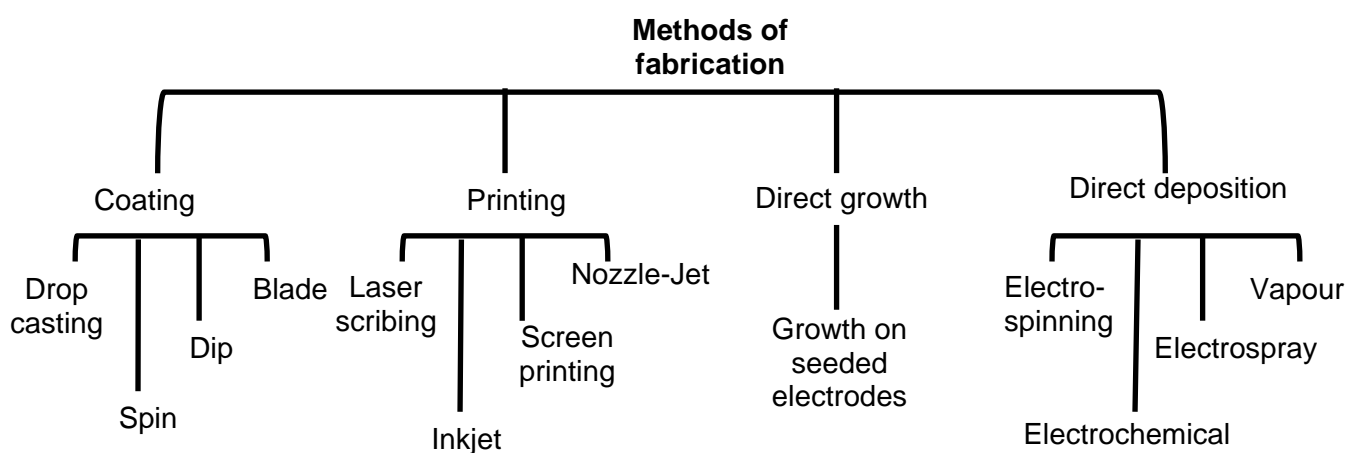 Methods of
fabrication
Coating
Printing
Direct growth
Direct deposition
Drop
casting
Spin
Dip
Blade
Laser
scribing
Inkjet
Screen
printing
Nozzle-Jet
Growth on
seeded
electrodes
Electro-
spinning
Electrochemical
Electrospray
Vapour